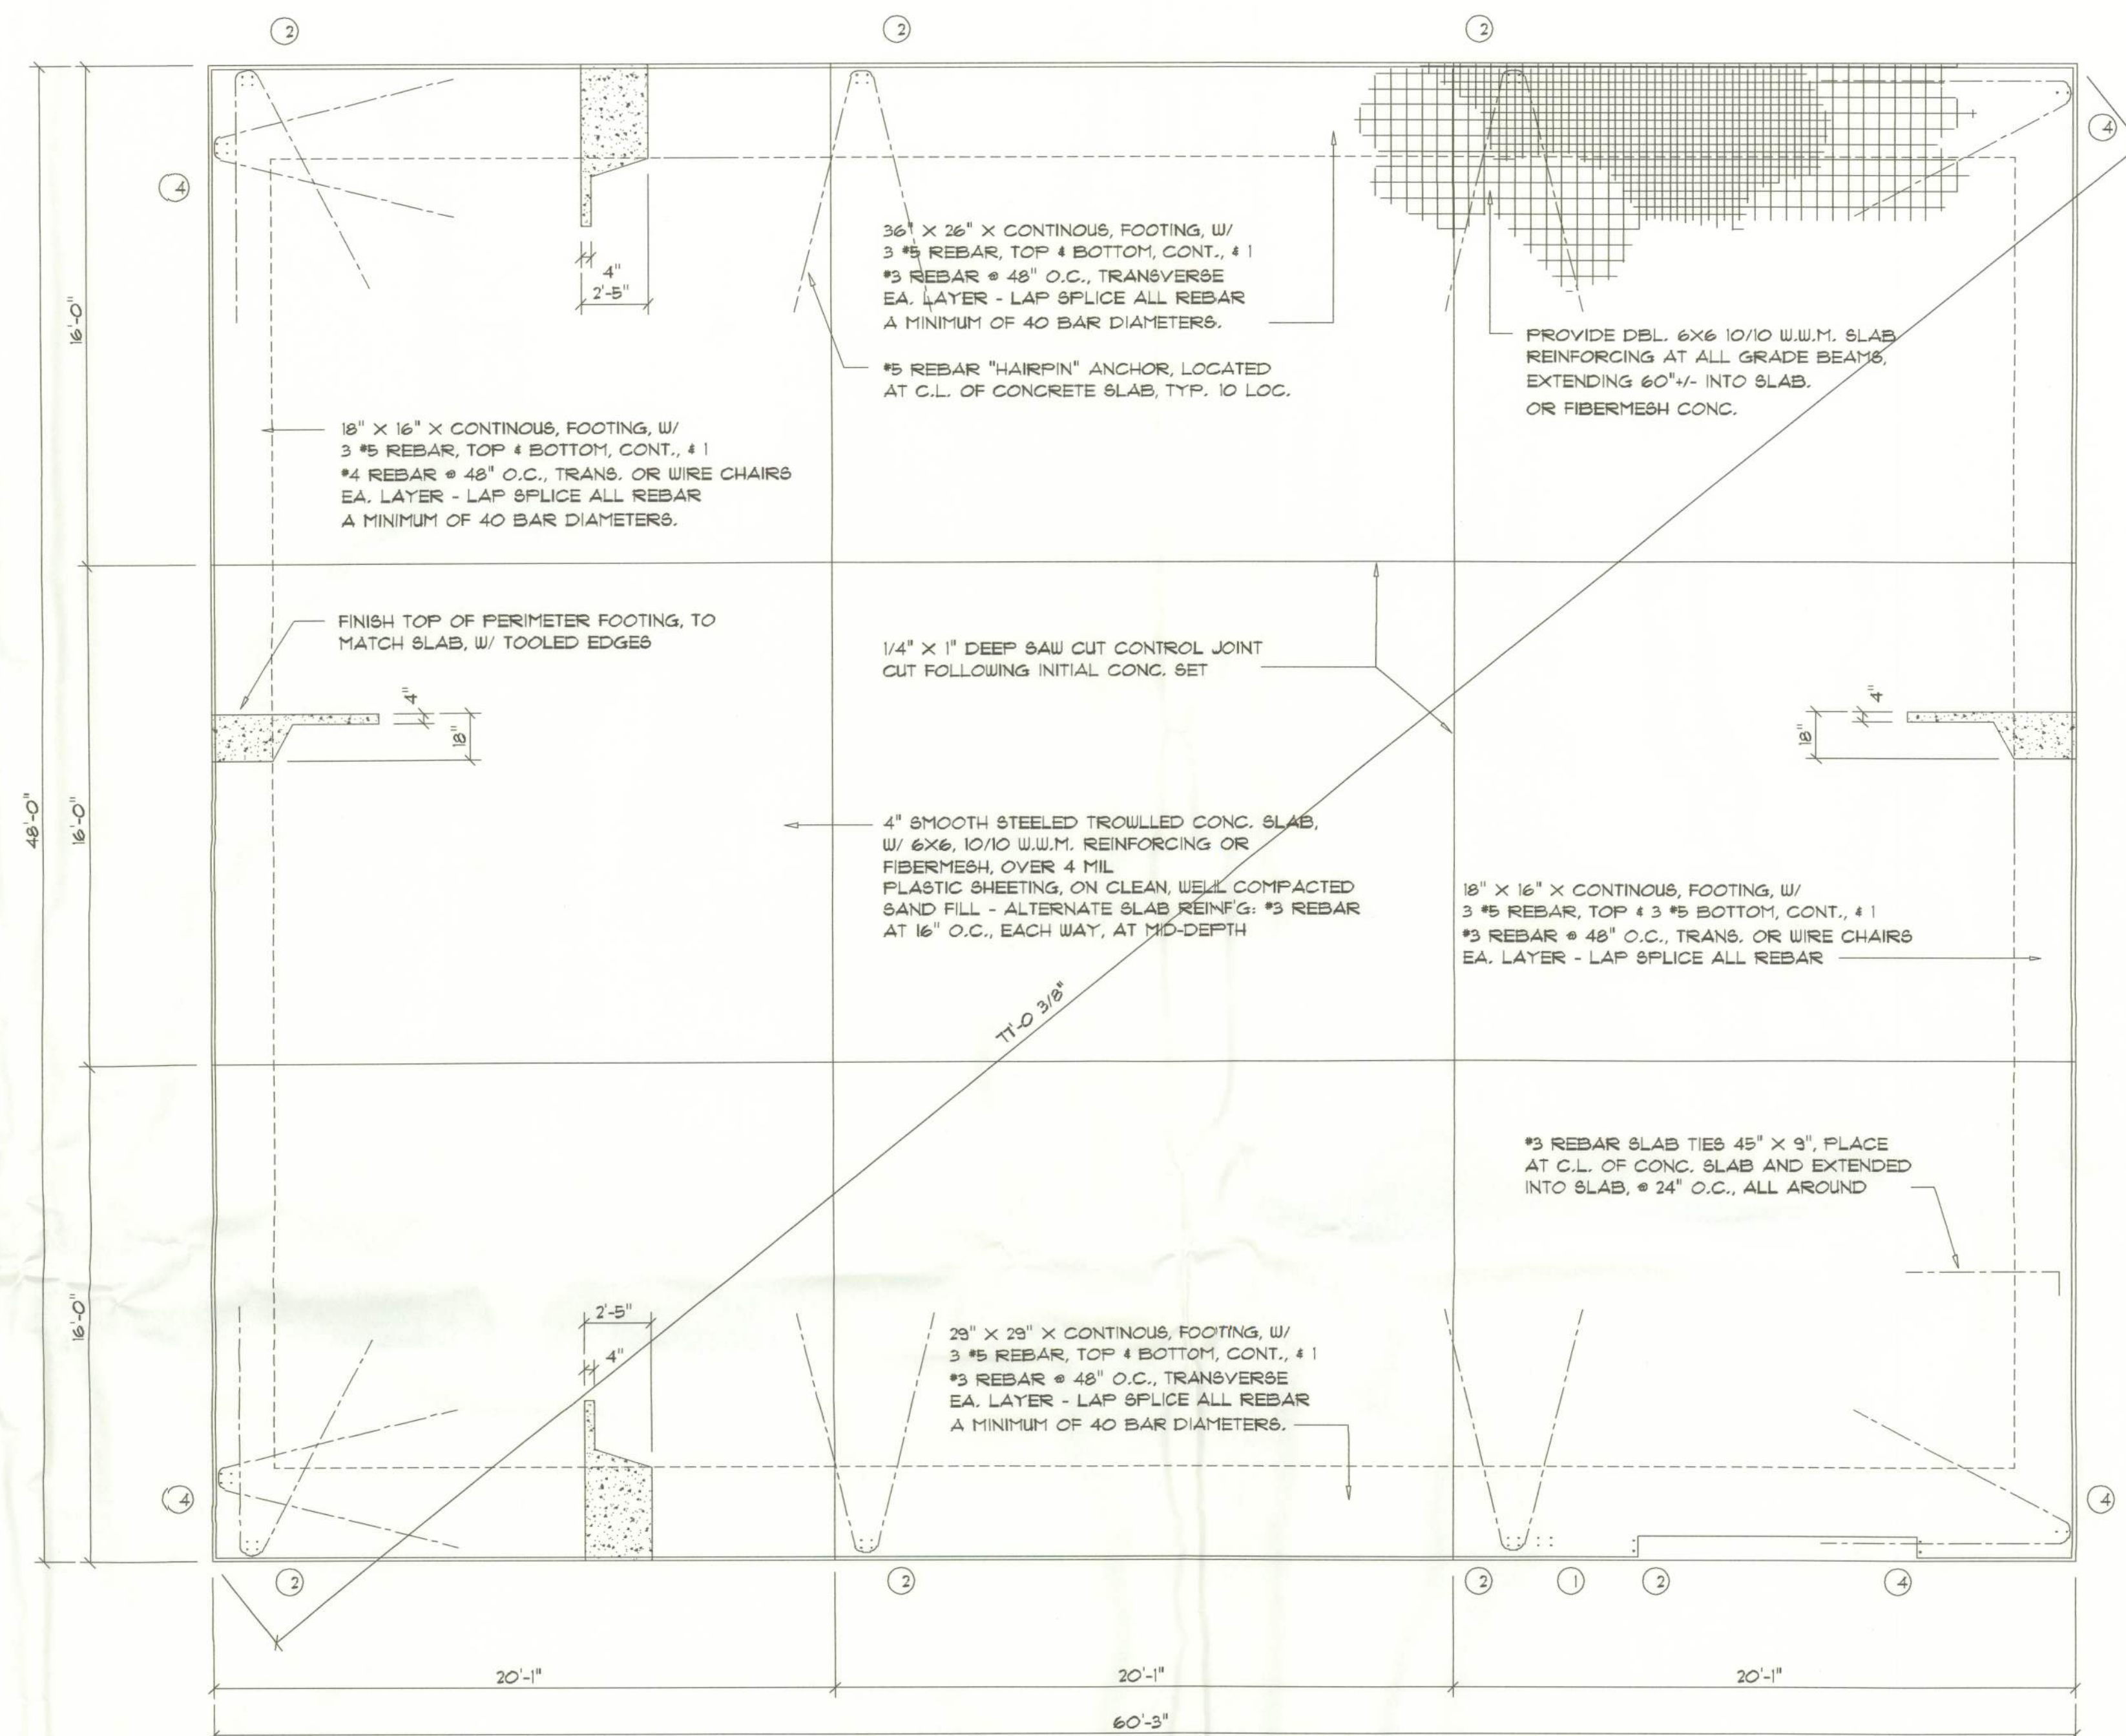 2
2
2
4
4
4"
2'-5"
36" X 26" X CONTINOUS, FOOTING, W/
3 #5 REBAR, TOP & BOTTOM, CONT., & 1
#3 REBAR @ 48" O.C., TRANSVERSE
EA. LAYER - LAP SPLICE ALL REBAR
A MINIMUM OF 40 BAR DIAMETERS.
#5 REBAR "HAIRPIN" ANCHOR, LOCATED
AT C.L. OF CONCRETE SLAB, TYP. 10 LOC.
PROVIDE DBL. 6X6 10/10 W.W.M. SLAB
REINFORCING AT ALL GRADE BEAMS,
EXTENDING 60"+/- INTO SLAB.
OR FIBERMESH CONC.
16'-0"
18" X 16" X CONTINOUS, FOOTING, W/
3 #5 REBAR, TOP & BOTTOM, CONT., & 1
#4 REBAR @ 48" O.C., TRANS. OR WIRE CHAIRS
EA. LAYER - LAP SPLICE ALL REBAR
A MINIMUM OF 40 BAR DIAMETERS.
FINISH TOP OF PERIMETER FOOTING, TO
MATCH SLAB, W/ TOOLED EDGES
1/4" X 1" DEEP SAW CUT CONTROL JOINT
CUT FOLLOWING INITIAL CONC. SET
4"
18"
4"
18"
48'-0"
16'-0"
4" SMOOTH STEELED TROWLLED CONC. SLAB,
W/ 6X6, 10/10 W.W.M. REINFORCING OR
FIBERMESH, OVER 4 MIL
PLASTIC SHEETING, ON CLEAN, WELL COMPACTED
SAND FILL - ALTERNATE SLAB REINF'G: #3 REBAR
AT 16" O.C., EACH WAY, AT MID-DEPTH
18" X 16" X CONTINOUS, FOOTING, W/
3 #5 REBAR, TOP & 3 #5 BOTTOM, CONT., & 1
#3 REBAR @ 48" O.C., TRANS. OR WIRE CHAIRS
EA. LAYER - LAP SPLICE ALL REBAR
77'-0 3/8"
#3 REBAR SLAB TIES 45" X 9", PLACE
AT C.L. OF CONC. SLAB AND EXTENDED
INTO SLAB, @ 24" O.C., ALL AROUND
16'-0"
2'-5"
4"
29" X 29" X CONTINOUS, FOOTING, W/
3 #5 REBAR, TOP & BOTTOM, CONT., & 1
#3 REBAR @ 48" O.C., TRANSVERSE
EA. LAYER - LAP SPLICE ALL REBAR
A MINIMUM OF 40 BAR DIAMETERS.
4
4
2
2
2
1
2
4
20'-1"
20'-1"
20'-1"
60'-3"